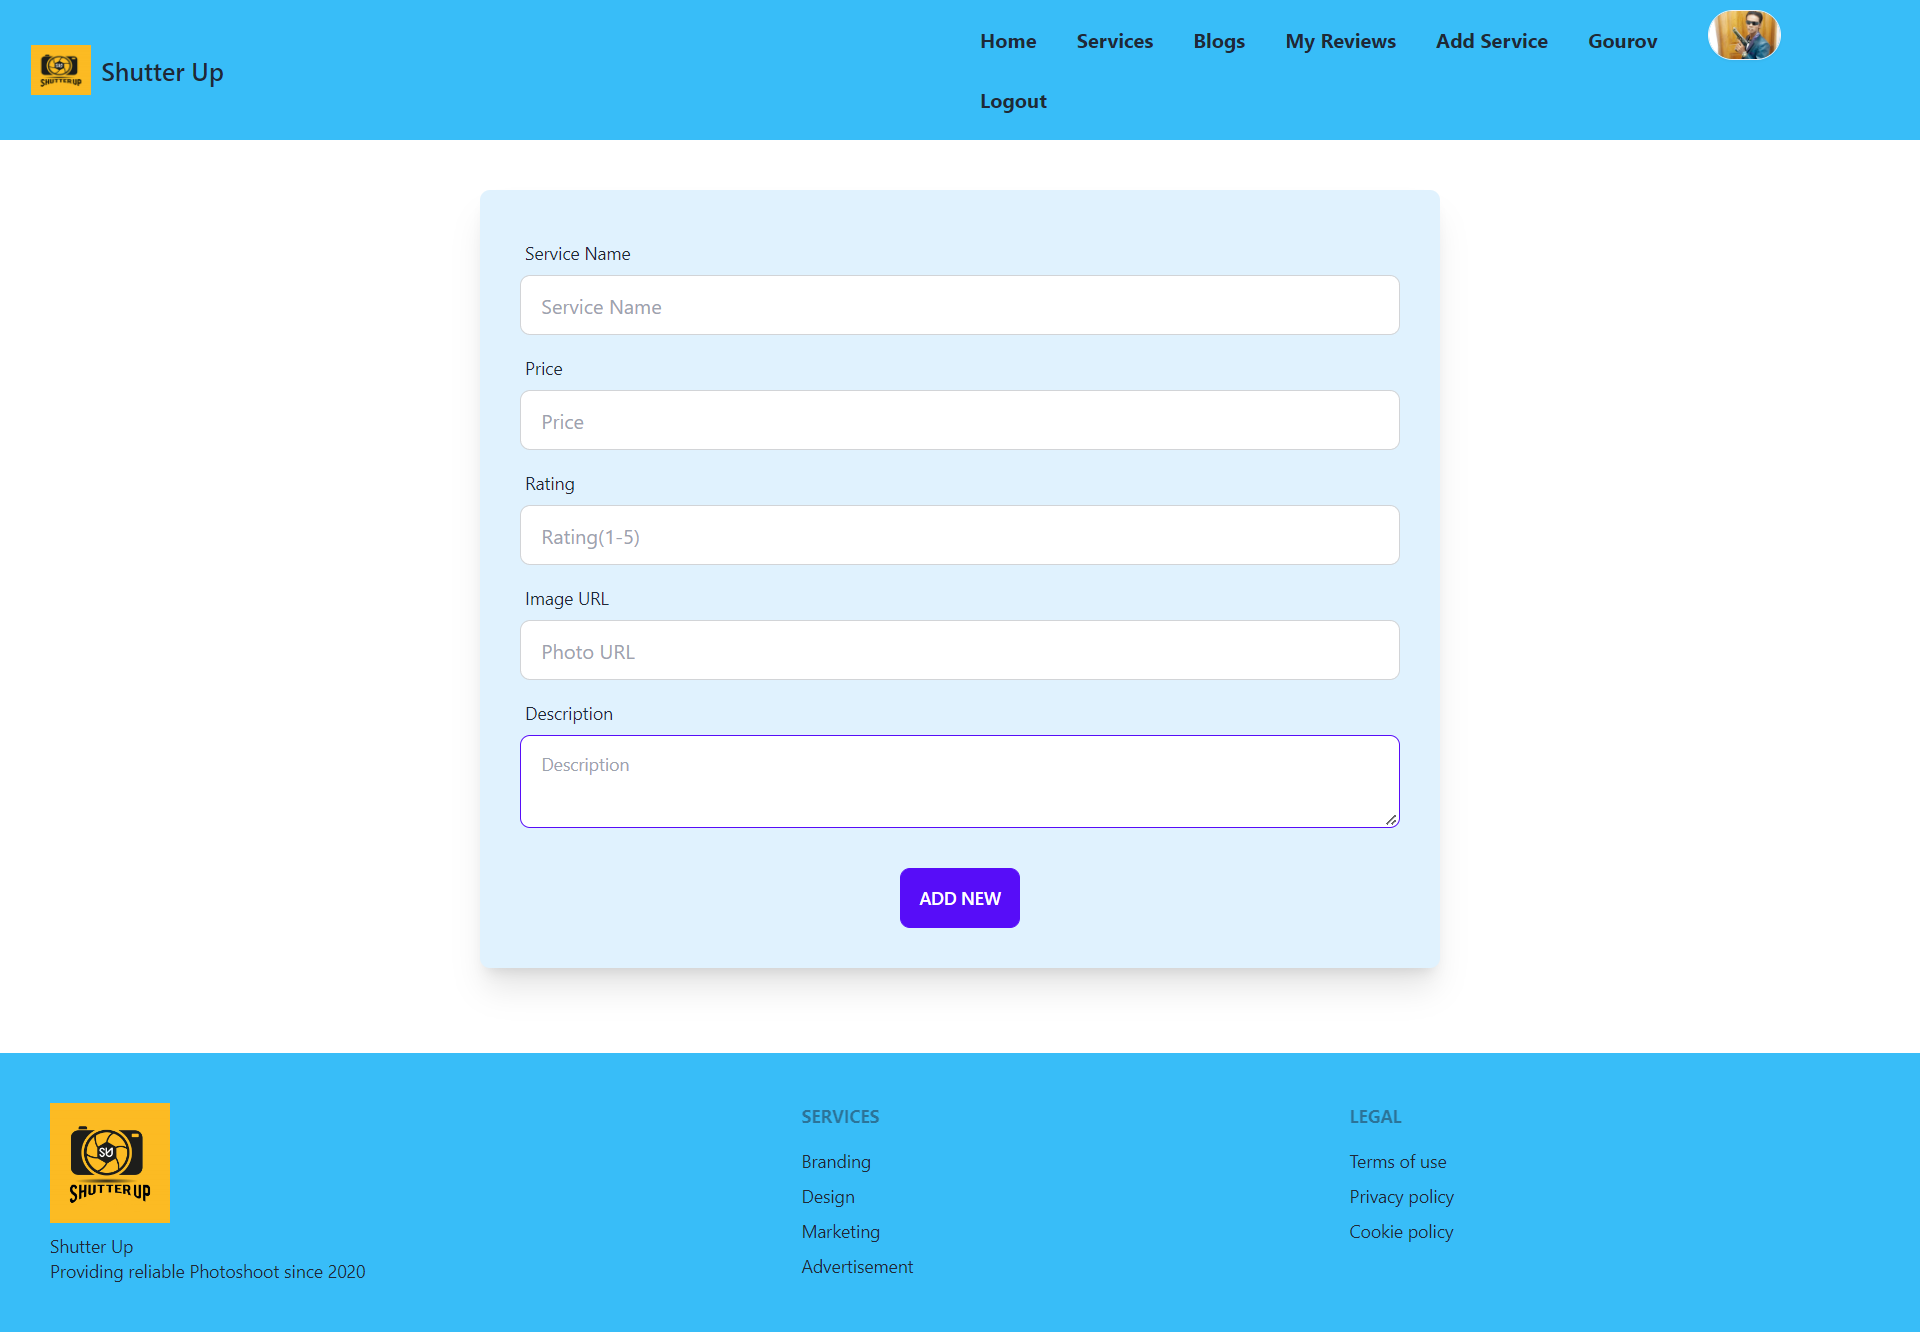 SHUTTER UP
Shutter Up
Home Services Blogs My Reviews Add Service Gourov
Logout
Service Name
Service Name
Price
Price
Rating
Rating(1-5)
Image URL
Photo URL
Description
Description
ADD NEW
SU
SHUTTER UP
Shutter Up
Providing reliable Photoshoot since 2020
SERVICES
Branding
Design
Marketing
Advertisement
LEGAL
Terms of use
Privacy policy
Cookie policy